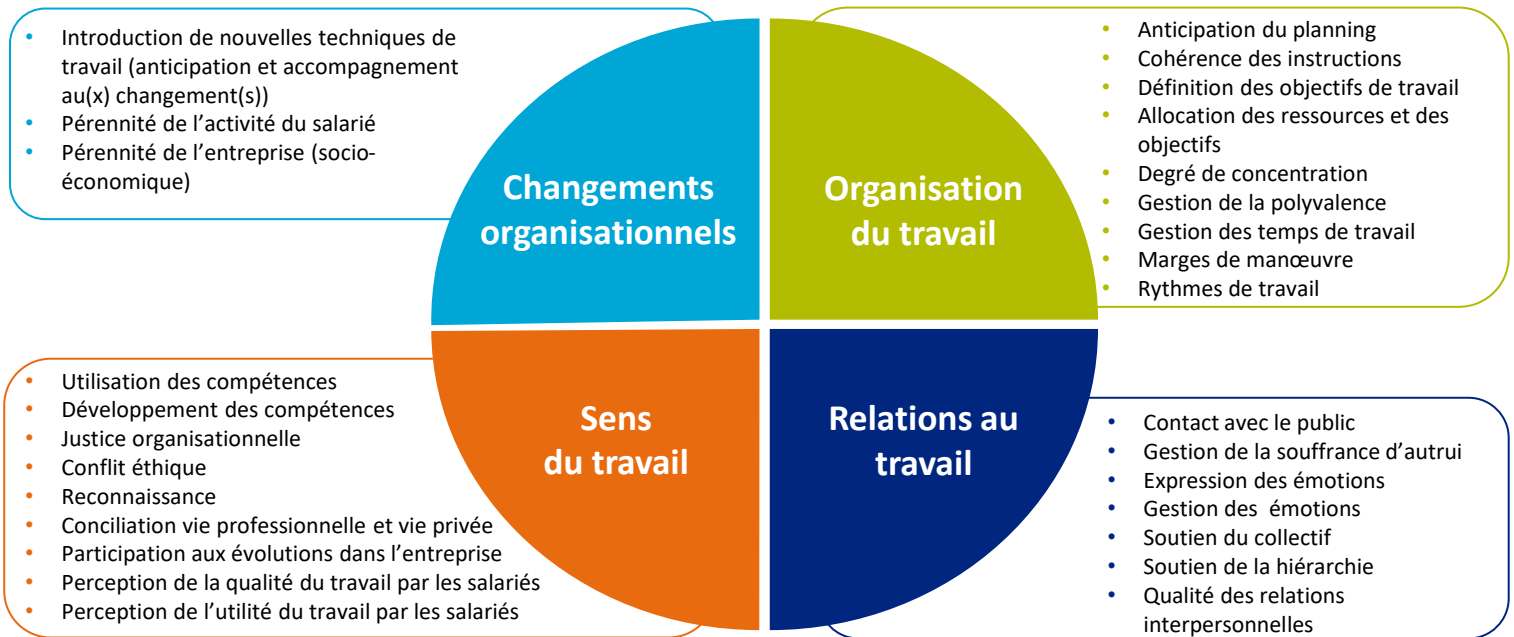 • Introduction de nouvelles techniques de
travail (anticipation et accompagnement
au(x) changement(s))
• Pérennité de l’activité du salarié
• Pérennité de l’entreprise (socio-
économique)
Changements
organisationnels
Organisation
du travail
• Anticipation du planning
• Cohérence des instructions
• Définition des objectifs de travail
• Allocation des ressources et des
objectifs
• Degré de concentration
• Gestion de la polyvalence
• Gestion des temps de travail
• Marges de manœuvre
• Rythmes de travail
• Utilisation des compétences
• Développement des compétences
• Justice organisationnelle
• Conflit éthique
• Reconnaissance
• Conciliation vie professionnelle et vie privée
• Participation aux évolutions dans l’entreprise
• Perception de la qualité du travail par les salariés
• Perception de l’utilité du travail par les salariés
Sens
du travail
Relations au
travail
• Contact avec le public
• Gestion de la souffrance d’autrui
• Expression des émotions
• Gestion des émotions
• Soutien du collectif
• Soutien de la hiérarchie
• Qualité des relations
interpersonnelles